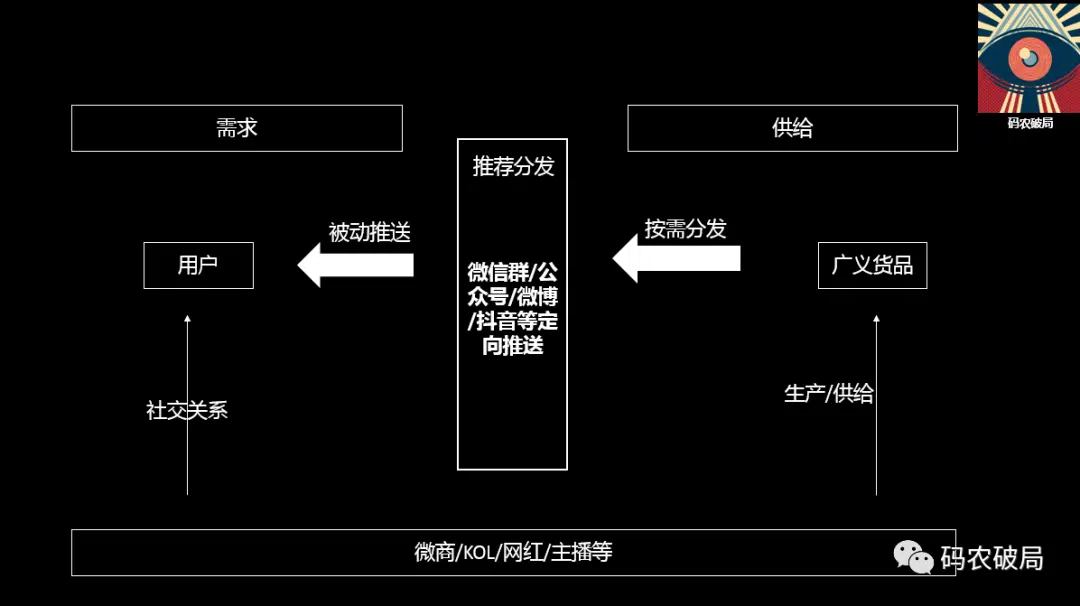 码农破局
需求
供给
推荐分发
被动推送
按需分发
用户
广义货品
微信群/公
众号/微博
/抖音等定
向推送
社交关系
生产/供给
微商/KOL/网红/主播等
码农破局